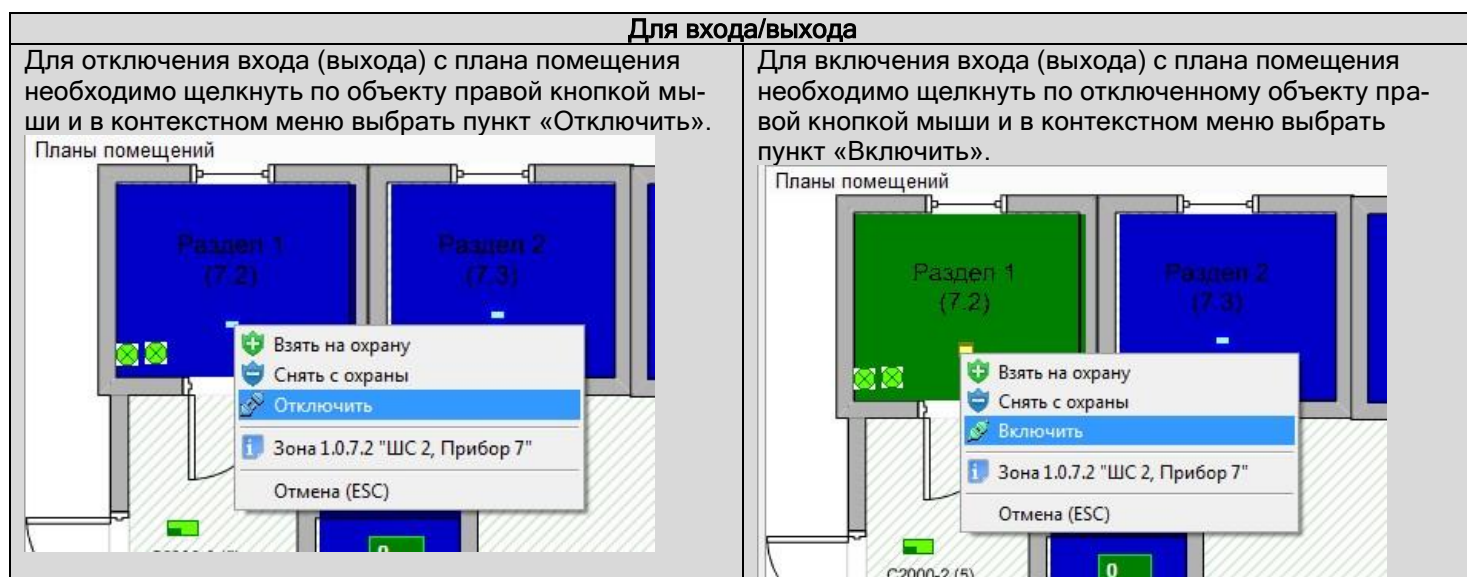 Для входа/выхода
Для отключения входа (выхода) с плана помещения
необходимо щелкнуть по объекту правой кнопкой мы-
ши и в контекстном меню выбрать пункт «Отключить».
Планы помещений
Раздел 1
(7.2)
Раздел 2
(7.3)
Взять на охрану
Снять с охраны
Отключить
Зона 1.0.7.2 "ШС 2, Прибор 7"
Отмена (ESC)
0
Для включения входа (выхода) с плана помещения
необходимо щелкнуть по отключенному объекту пра-
вой кнопкой мыши и в контекстном меню выбрать
пункт «Включить».
Планы помещений
Раздел 1
(7.2)
Раздел 2
(7.3)
Взять на охрану
Снять с охраны
Включить
Зона 1.0.7.2 "ШС 2, Прибор 7"
Отмена (ESC)
С2000-2 (5)
0